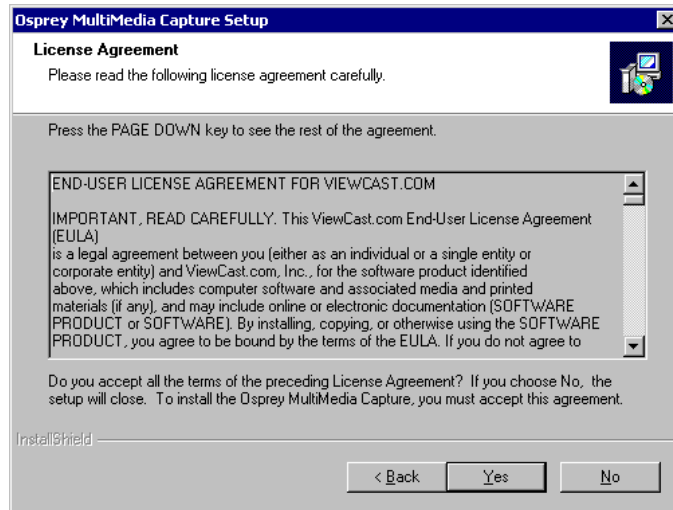 Osprey MultiMedia Capture Setup
License Agreement
Please read the following license agreement carefully.
Press the PAGE DOWN key to see the rest of the agreement.
END-USER LICENSE AGREEMENT FOR VIEWCAST.COM
IMPORTANT, READ CAREFULLY. This ViewCast.com End-User License Agreement
(EULA)
is a legal agreement between you (either as an individual or a single entity or
corporate entity) and ViewCast.com, Inc., for the software product identified
above, which includes computer software and associated media and printed
materials (if any), and may include online or electronic documentation (SOFTWARE
PRODUCT or SOFTWARE). By installing, copying, or otherwise using the SOFTWARE
PRODUCT, you agree to be bound by the terms of the EULA. If you do not agree to
Do you accept all the terms of the preceding License Agreement? If you choose No, the
setup will close. To install the Osprey MultiMedia Capture, you must accept this agreement.
InstallShield
< Back
Yes
No